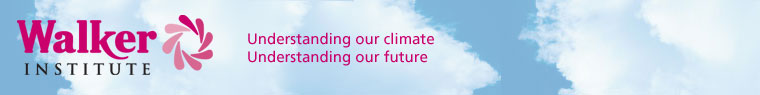 Walker
INSTITUTE
Understanding our climate
Understanding our future